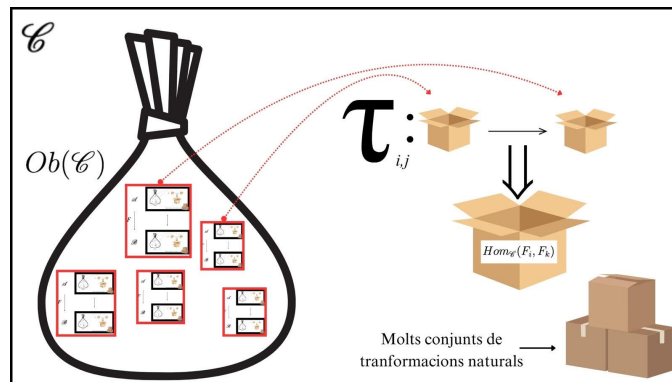 𝒞
Ob(𝒞)
τ i,j :
𝒜
F
ℬ
𝒜
ℬ
𝒜
F
ℬ
𝒜
F
ℬ
𝒜
ℬ
Hom𝒞(Fi, Fk)
Molts conjunts de
tranformacions naturals